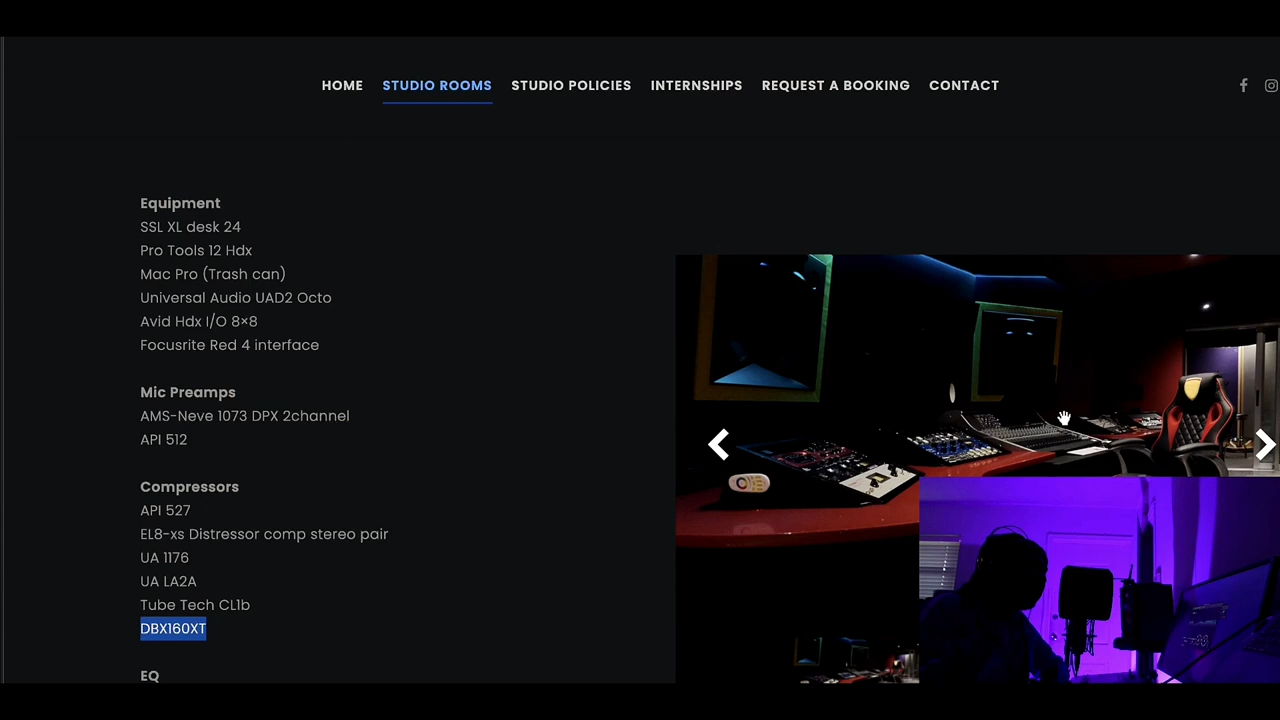 HOME STUDIO ROOMS STUDIO POLICIES INTERNSHIPS REQUEST A BOOKING CONTACT
Equipment
SSL XL desk 24
Pro Tools 12 Hdx
Mac Pro (Trash can)
Universal Audio UAD2 Octo
Avid Hdx I/O 8×8
Focusrite Red 4 interface
Mic Preamps
AMS-Neve 1073 DPX 2channel
API 512
Compressors
API 527
EL8-xs Distressor comp stereo pair
UA 1176
UA LA2A
Tube Tech CL1b
DBX160XT
EQ